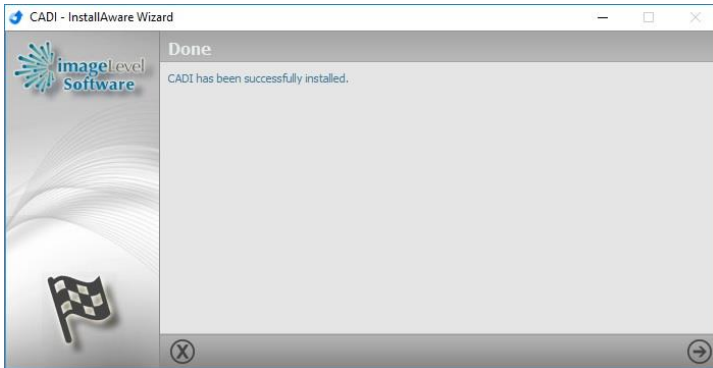 CADI - InstallAware Wizard
imageLevel
Software
Done
CADI has been successfully installed.
X